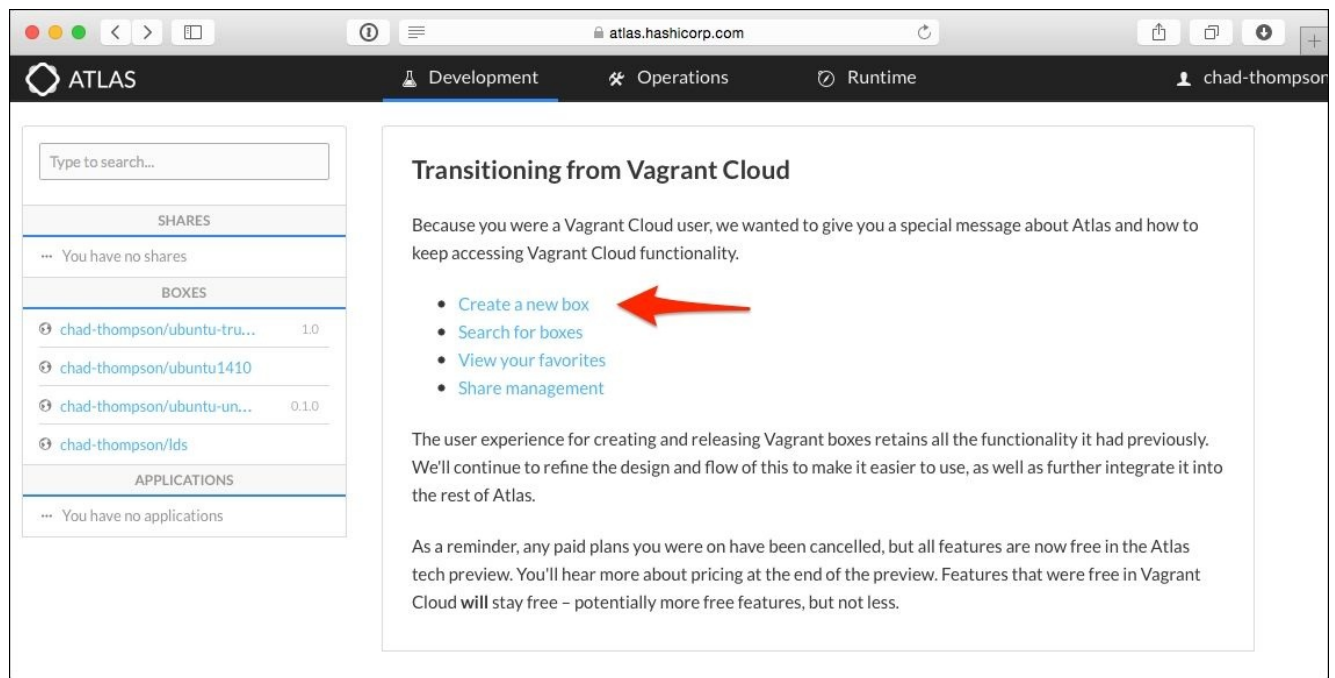 atlas.hashicorp.com
ATLAS
Development
Operations
Runtime
chad-thompson
Type to search...
SHARES
You have no shares
BOXES
chad-thompson/ubuntu-tru... 1.0
chad-thompson/ubuntu1410
chad-thompson/ubuntu-un... 0.1.0
chad-thompson/lds
APPLICATIONS
You have no applications
Transitioning from Vagrant Cloud
Because you were a Vagrant Cloud user, we wanted to give you a special message about Atlas and how to
keep accessing Vagrant Cloud functionality.
• Create a new box
• Search for boxes
• View your favorites
• Share management
The user experience for creating and releasing Vagrant boxes retains all the functionality it had previously.
We'll continue to refine the design and flow of this to make it easier to use, as well as further integrate it into
the rest of Atlas.
As a reminder, any paid plans you were on have been cancelled, but all features are now free in the Atlas
tech preview. You'll hear more about pricing at the end of the preview. Features that were free in Vagrant
Cloud will stay free – potentially more free features, but not less.